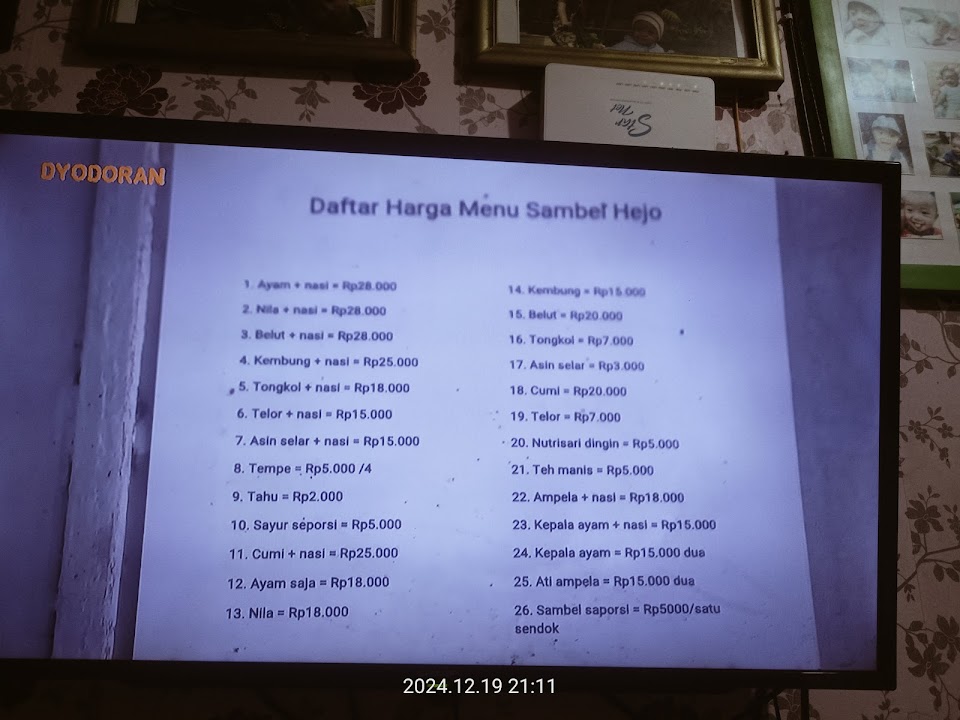 Star
Net
DYODORAN
Daftar Harga Menu Sambel Hejo
1. Ayam + nasi = Rp28.000
2. Nila + nasi = Rp28.000
3. Belut + nasi = Rp28.000
4. Kembung + nasi = Rp25.000
5. Tongkol + nasi = Rp18.000
6. Telor + nasi = Rp15.000
7. Asin selar + nasi = Rp15.000
8. Tempe = Rp5.000 /4
9. Tahu = Rp2.000
10. Sayur seporsi = Rp5.000
11. Cumi + nasi = Rp25.000
12. Ayam saja = Rp18.000
13. Nila = Rp18.000
14. Kembung = Rp15.000
15. Belut = Rp20.000
16. Tongkol = Rp7.000
17. Asin selar = Rp3.000
18. Cumi = Rp20.000
19. Telor = Rp7.000
20. Nutrisari dingin = Rp5.000
21. Teh manis = Rp5.000
22. Ampela + nasi = Rp18.000
23. Kepala ayam + nasi = Rp15.000
24. Kepala ayam = Rp15.000 dua
25. Ati ampela = Rp15.000 dua
26. Sambel saporsi = Rp5000/satu
sendok
2024.12.19 21:11